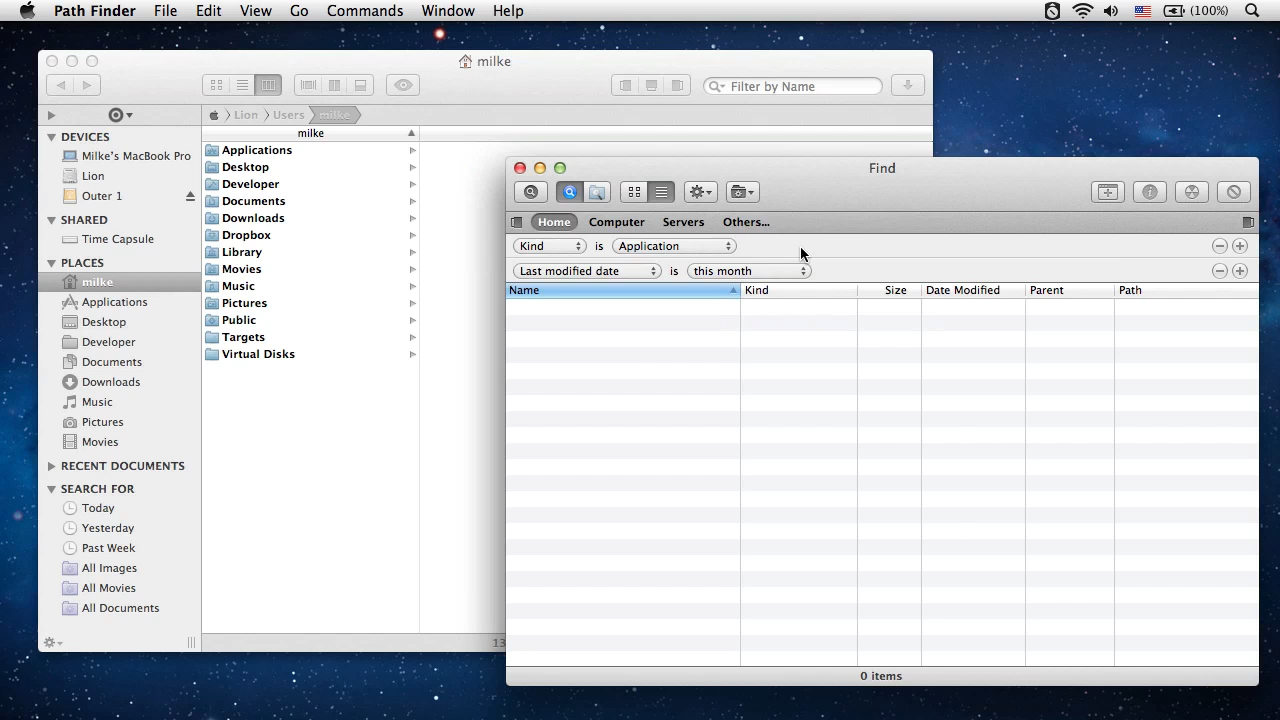 Path Finder File Edit View Go Commands Window Help (100%)
milke
Filter by Name
Lion Users milke
DEVICES
Milke's MacBook Pro
Lion
Outer 1
SHARED
Time Capsule
PLACES
milke
Applications
Desktop
Developer
Documents
Downloads
Music
Pictures
Movies
RECENT DOCUMENTS
SEARCH FOR
Today
Yesterday
Past Week
All Images
All Movies
All Documents
milke
Applications
Desktop
Developer
Documents
Downloads
Dropbox
Library
Movies
Music
Pictures
Public
Targets
Virtual Disks
13
Find
Home Computer Servers Others...
Kind is Application
Last modified date is this month
Name Kind Size Date Modified Parent Path
0 items